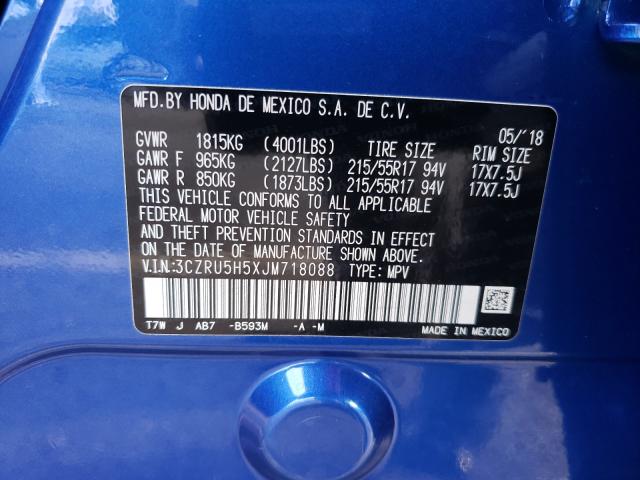 MFD.BY HONDA DE MEXICO S.A. DE C.V.
05/'18
GVWR 1815KG (4001LBS) TIRE SIZE RIM SIZE
GAWR F 965KG (2127LBS) 215/55R17 94V 17X7.5J
GAWR R 850KG (1873LBS) 215/55R17 94V 17X7.5J
THIS VEHICLE CONFORMS TO ALL APPLICABLE
FEDERAL MOTOR VEHICLE SAFETY
AND THEFT PREVENTION STANDARDS IN EFFECT
ON THE DATE OF MANUFACTURE SHOWN ABOVE.
V.I.N:3CZRU5H5XJM718088 TYPE: MPV
T7W J AB7 -B593M -A -M MADE IN MEXICO